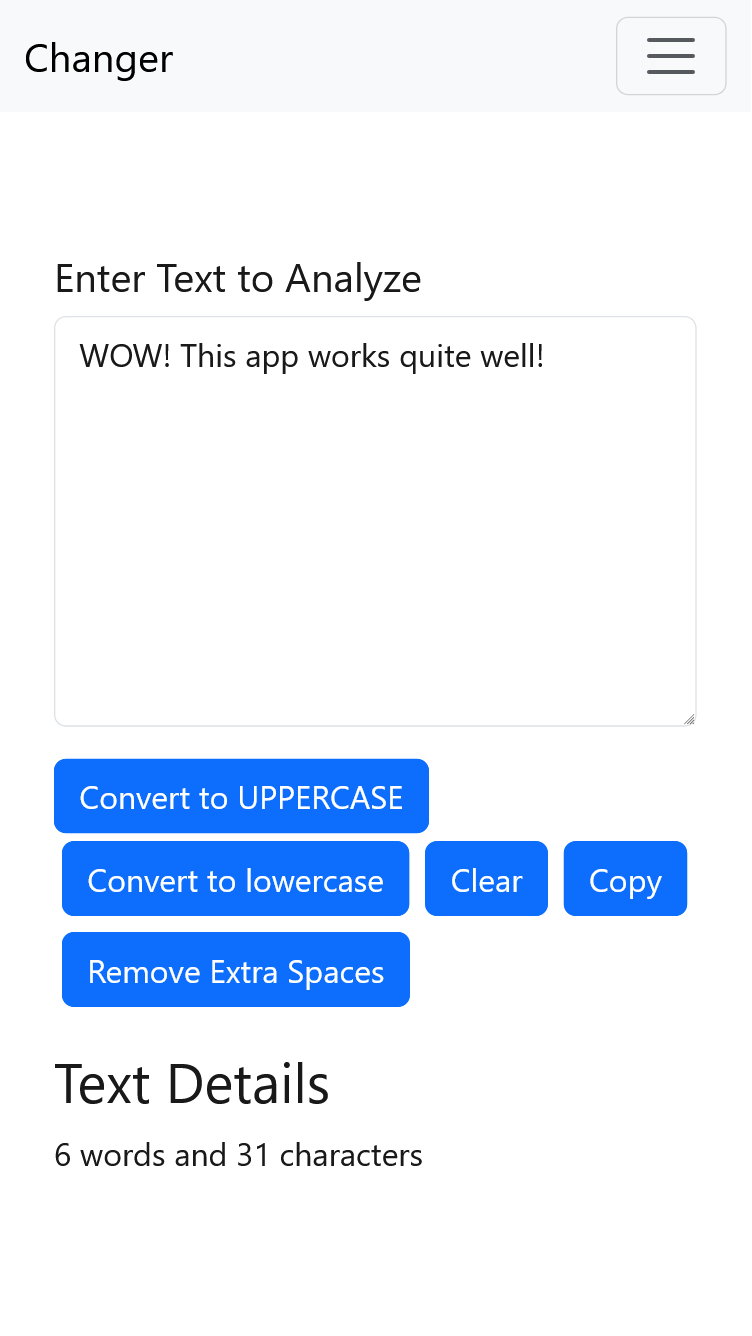 Changer
Enter Text to Analyze
WOW! This app works quite well!
Convert to UPPERCASE
Convert to lowercase Clear Copy
Remove Extra Spaces
Text Details
6 words and 31 characters